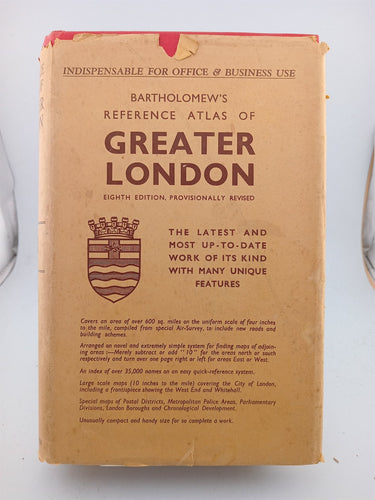 INDISPENSABLE FOR OFFICE & BUSINESS USE
BARTHOLOMEW'S
REFERENCE ATLAS OF
GREATER
LONDON
EIGHTH EDITION, PROVISIONALLY REVISED
THE LATEST AND
MOST UP-TO-DATE
WORK OF ITS KIND
WITH MANY UNIQUE
FEATURES
Covers an area of over 600 sq. miles on the uniform scale of four inches
to the mile, compiled from special Air-Survey, to include new roads and
building schemes.
Arranged on novel and extremely simple system for finding maps of adjoin-
ing areas :—Merely subtract or add "10" for the areas north or south
respectively and turn over one page right or left for areas East or West.
An index of over 35,000 names on an easy quick-reference system.
Large scale maps (10 inches to the mile) covering the City of London,
including a frontispiece showing the West End and Whitehall.
Special maps of Postal Districts, Metropolitan Police Areas, Parliamentary
Divisions, London Boroughs and Chronological Development.
Unusually compact and handy size for so complete a work.